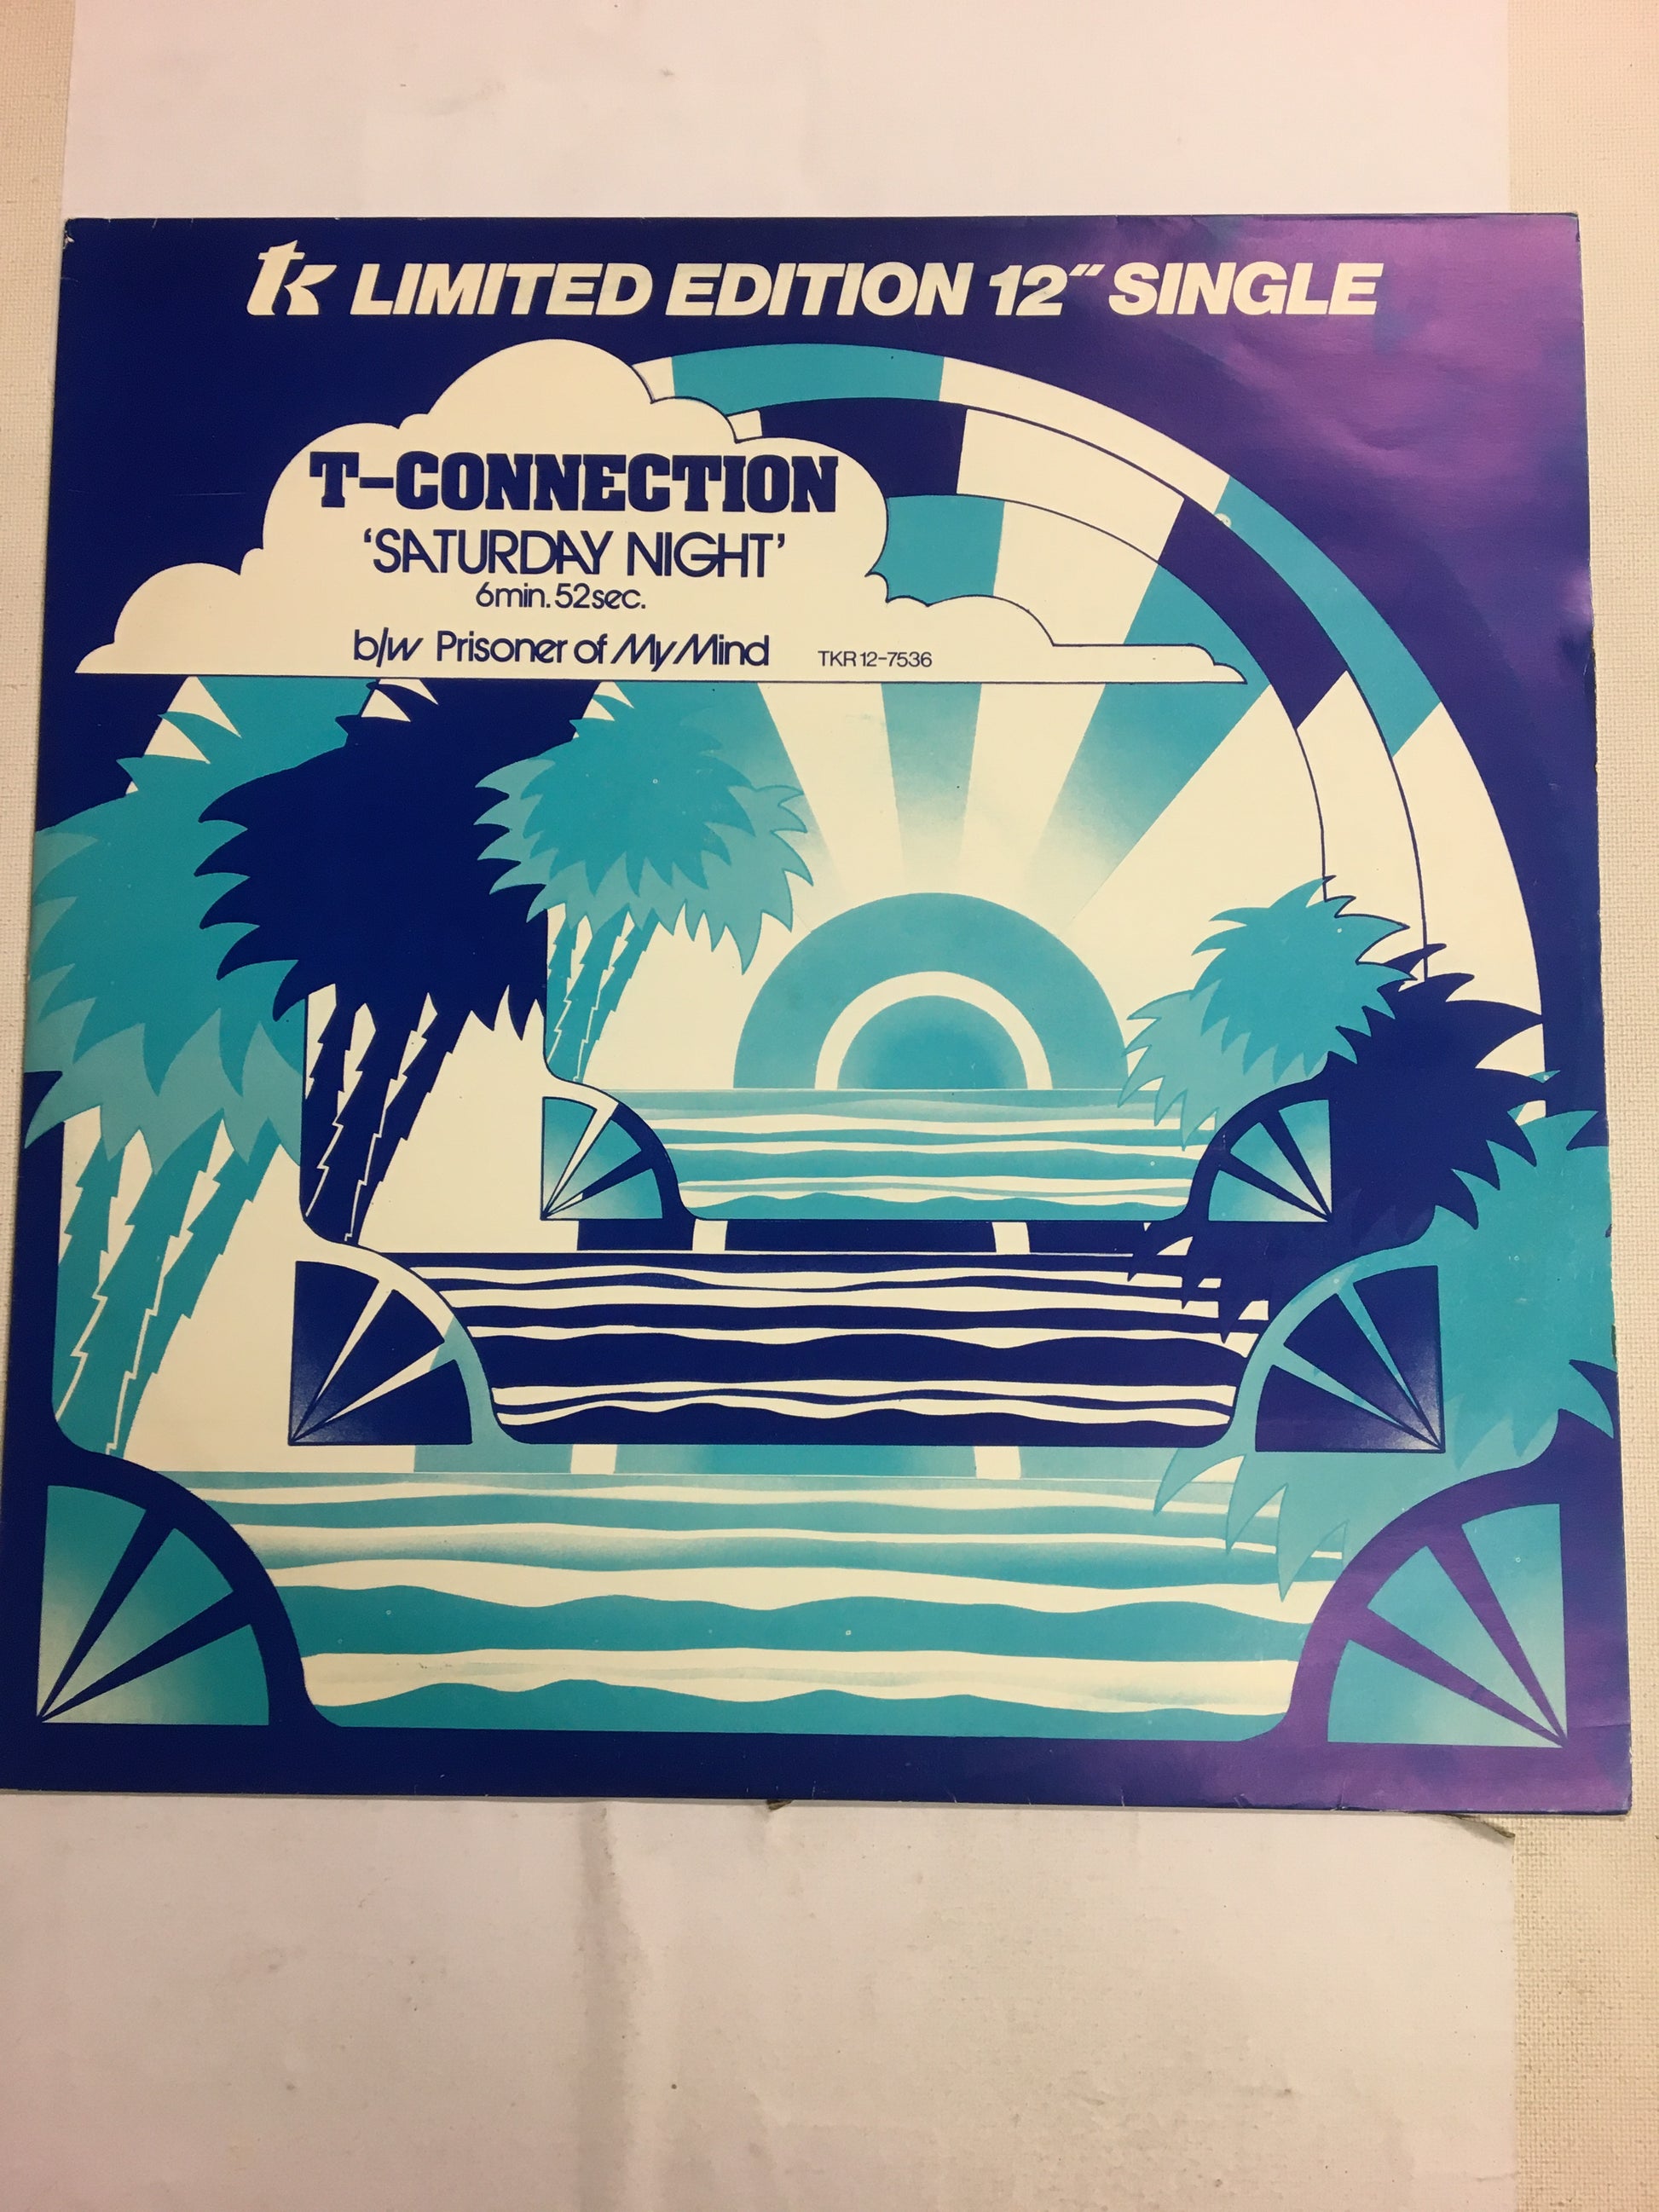 tk LIMITED EDITION 12" SINGLE
T-CONNECTION
'SATURDAY NIGHT'
6min. 52sec.
b/w Prisoner of My Mind TKR 12-7536